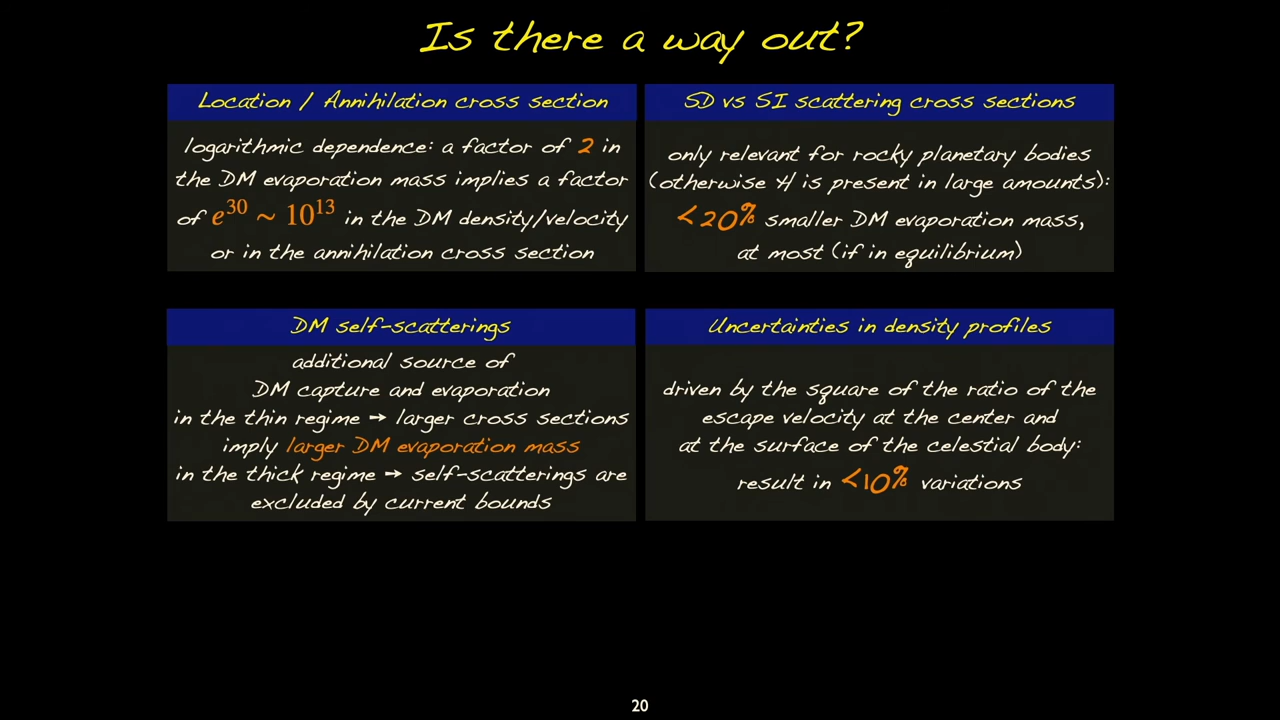 Is there a way out?
Location / Annihilation cross section
logarithmic dependence: a factor of 2 in
the DM evaporation mass implies a factor
of e^30 ~ 10^13 in the DM density/velocity
or in the annihilation cross section
SD vs SI scattering cross sections
only relevant for rocky planetary bodies
(otherwise H is present in large amounts):
<20% smaller DM evaporation mass,
at most (if in equilibrium)
DM self-scatterings
additional source of
DM capture and evaporation
in the thin regime → larger cross sections
imply larger DM evaporation mass
in the thick regime → self-scatterings are
excluded by current bounds
Uncertainties in density profiles
driven by the square of the ratio of the
escape velocity at the center and
at the surface of the celestial body:
result in <10% variations
20